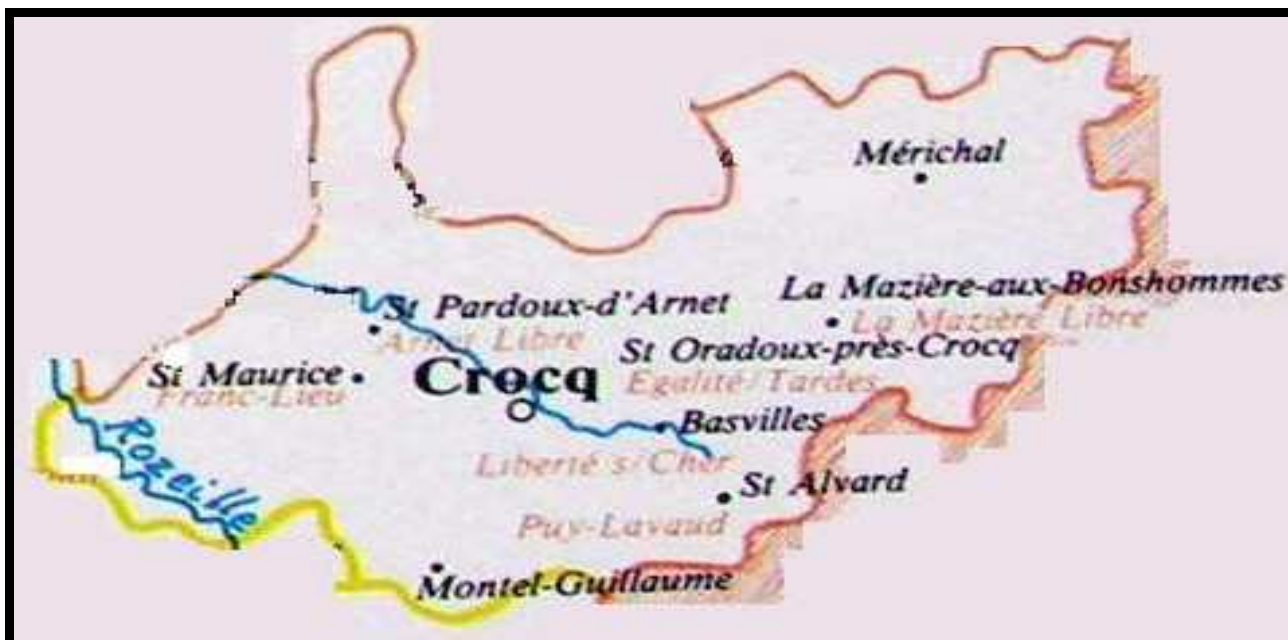 Mérichal
La Mazière-aux-Bonshommes
La Mazière Libre
St Pardoux-d'Arnet
Arnet Libre
St Oradoux-près-Crocq
Egalité/Tardes
St Maurice
Franc-Lieu
Crocq
Basvilles
Rozeille
Liberté s/Cher
St Alvard
Puy-Lavaud
Montel-Guillaume